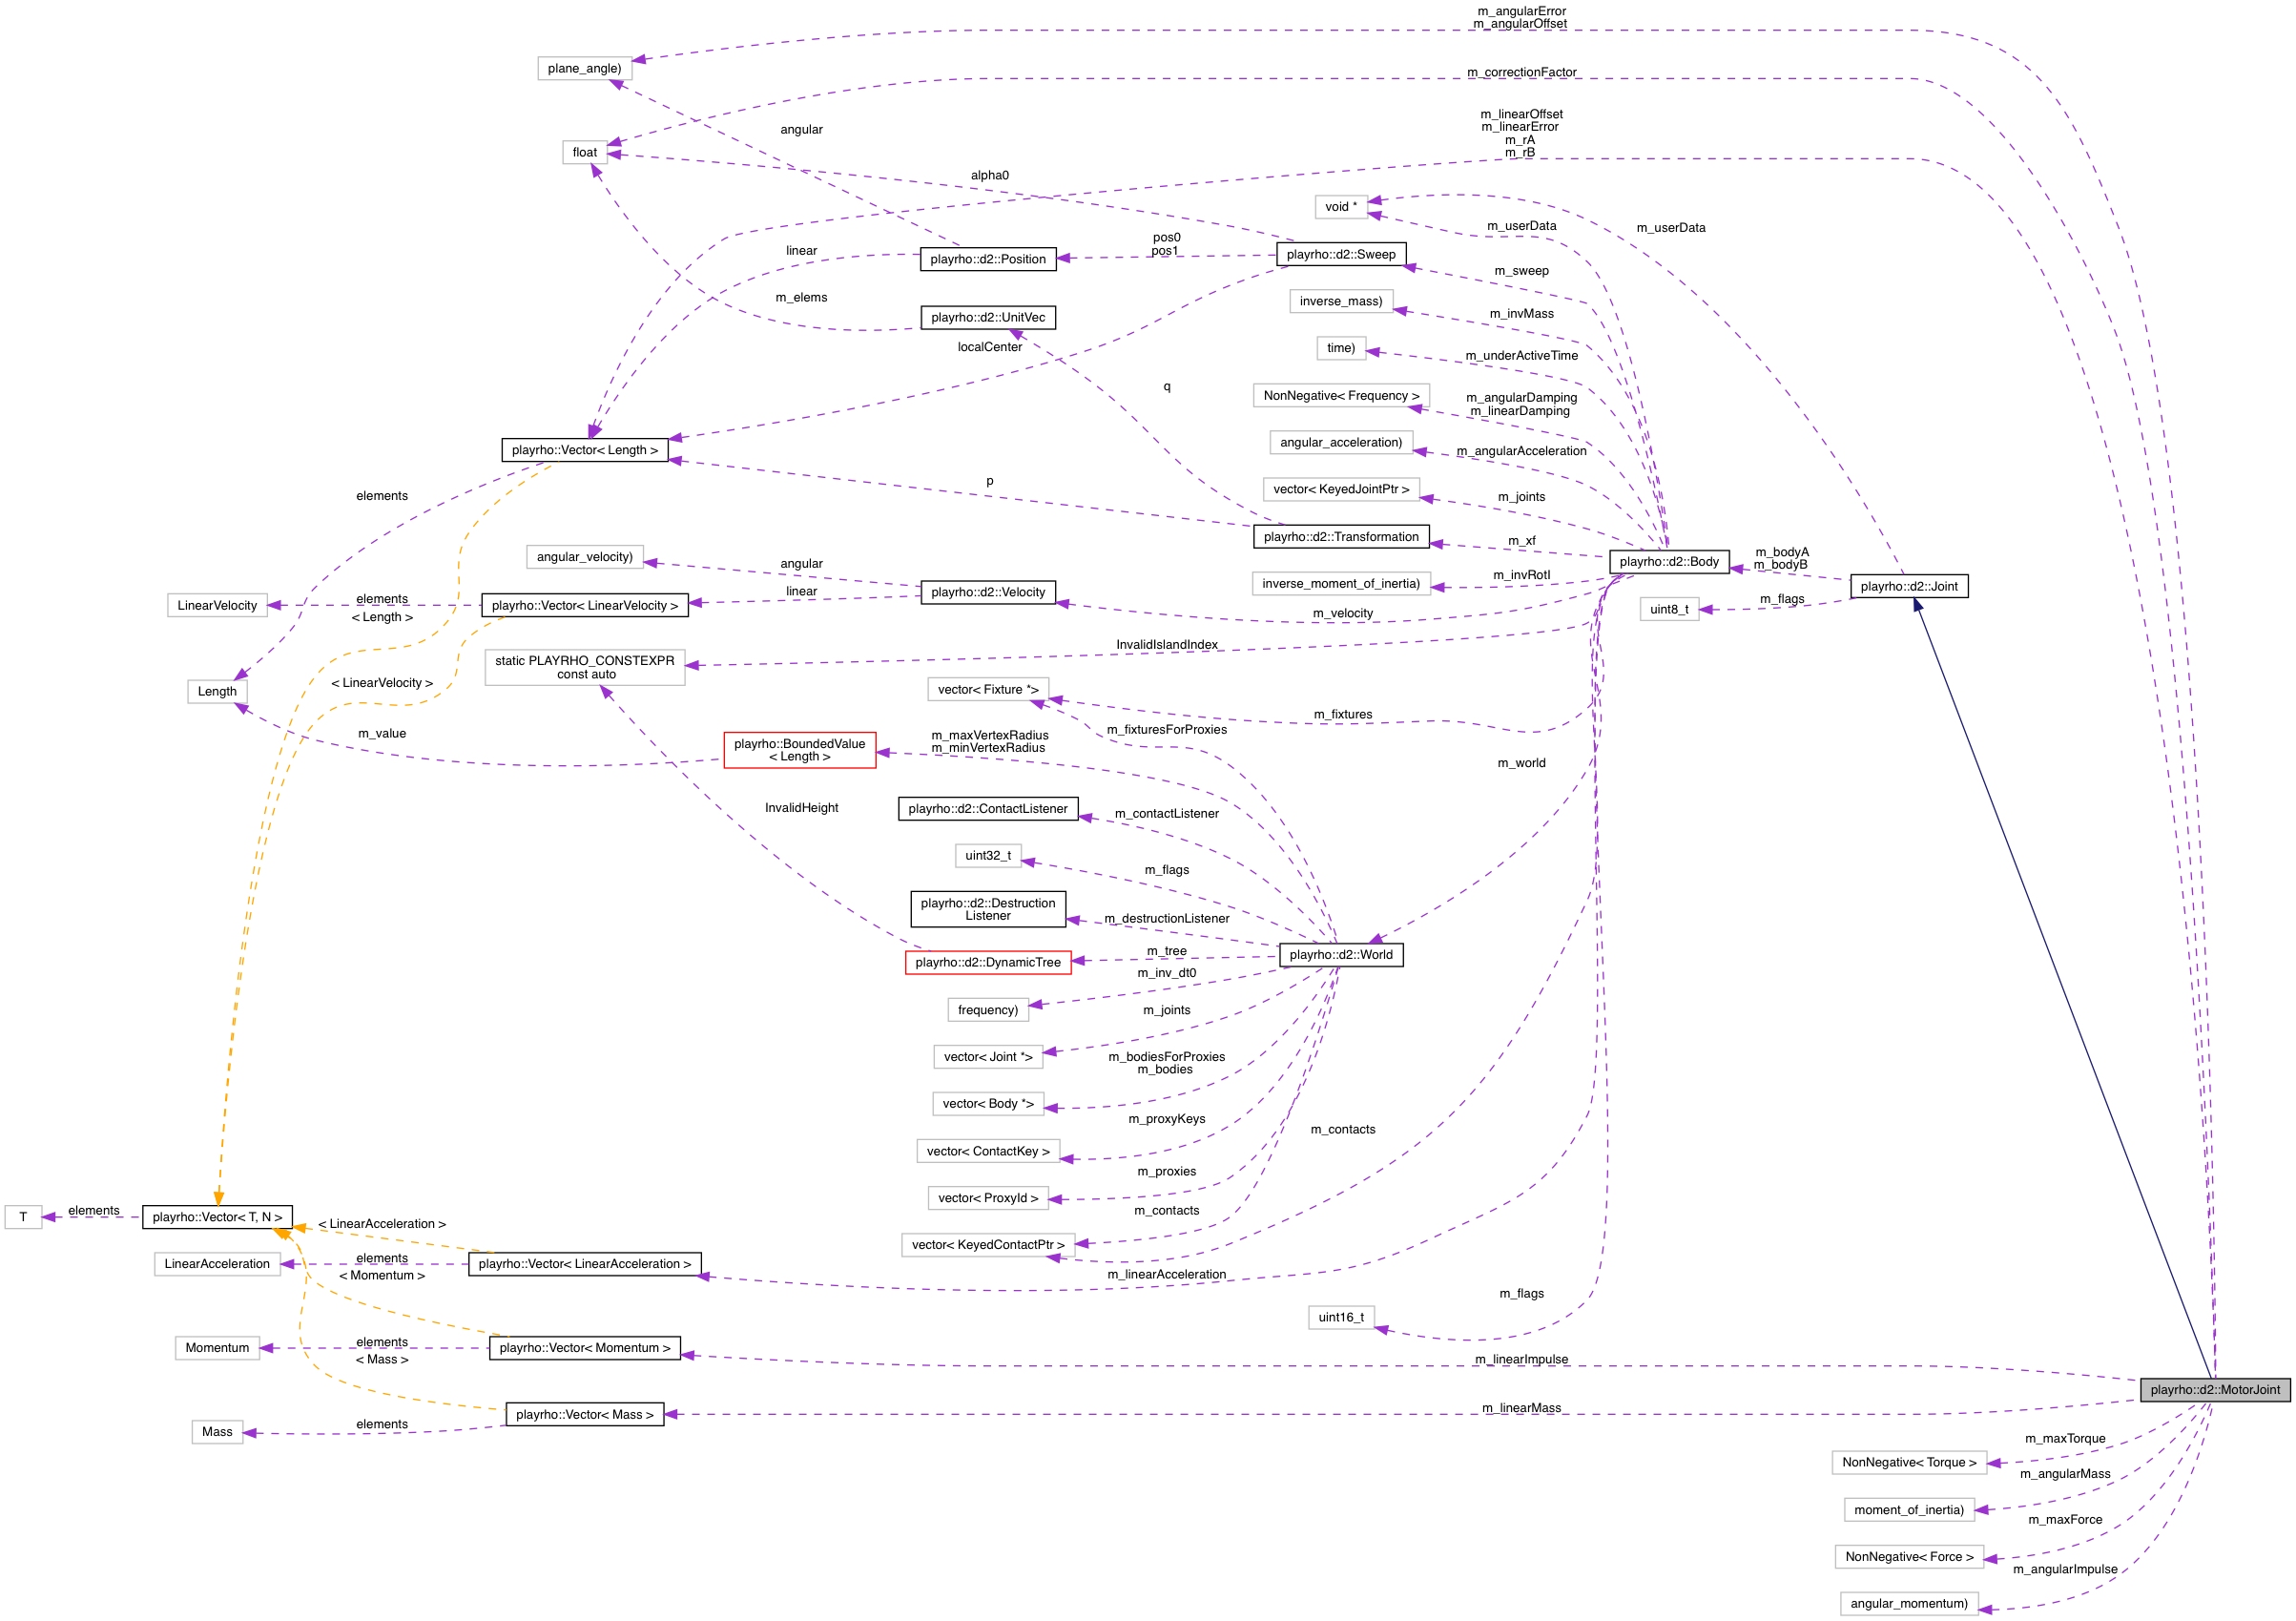 m_angularError
m_angularOffset
plane_angle)
m_correctionFactor
m_linearOffset
m_linearError
m_rA
m_rB
angular
float
alpha0
void *
m_userData
m_userData
pos0
pos1
linear
playrho::d2::Position
playrho::d2::Sweep
m_sweep
m_elems
inverse_mass)
m_invMass
playrho::d2::UnitVec
localCenter
time)
m_underActiveTime
q
NonNegative< Frequency >
m_angularDamping
m_linearDamping
playrho::Vector< Length >
angular_acceleration)
m_angularAcceleration
elements
p
vector< KeyedJointPtr >
m_joints
playrho::d2::Transformation
m_xf
m_bodyA
m_bodyB
angular_velocity)
angular
playrho::d2::Body
inverse_moment_of_inertia)
m_invRotI
playrho::d2::Joint
LinearVelocity
elements
playrho::Vector< LinearVelocity >
linear
playrho::d2::Velocity
uint8_t
m_flags
< Length >
m_velocity
InvalidIslandIndex
static PLAYRHO_CONSTEXPR
const auto
Length
< LinearVelocity >
vector< Fixture *>
m_fixtures
m_fixturesForProxies
m_value
playrho::BoundedValue
< Length >
m_maxVertexRadius
m_minVertexRadius
m_world
InvalidHeight
playrho::d2::ContactListener
m_contactListener
uint32_t
m_flags
playrho::d2::Destruction
Listener
m_destructionListener
playrho::d2::DynamicTree
m_tree
playrho::d2::World
m_inv_dt0
frequency)
m_joints
vector< Joint *>
m_bodiesForProxies
m_bodies
vector< Body *>
m_proxyKeys
m_contacts
vector< ContactKey >
m_proxies
vector< ProxyId >
m_contacts
T
elements
playrho::Vector< T, N >
< LinearAcceleration >
vector< KeyedContactPtr >
LinearAcceleration
elements
playrho::Vector< LinearAcceleration >
< Momentum >
m_linearAcceleration
m_flags
uint16_t
Momentum
elements
playrho::Vector< Momentum >
< Mass >
m_linearImpulse
playrho::d2::MotorJoint
Mass
elements
playrho::Vector< Mass >
m_linearMass
m_maxTorque
NonNegative< Torque >
m_angularMass
moment_of_inertia)
m_maxForce
NonNegative< Force >
m_angularImpulse
angular_momentum)